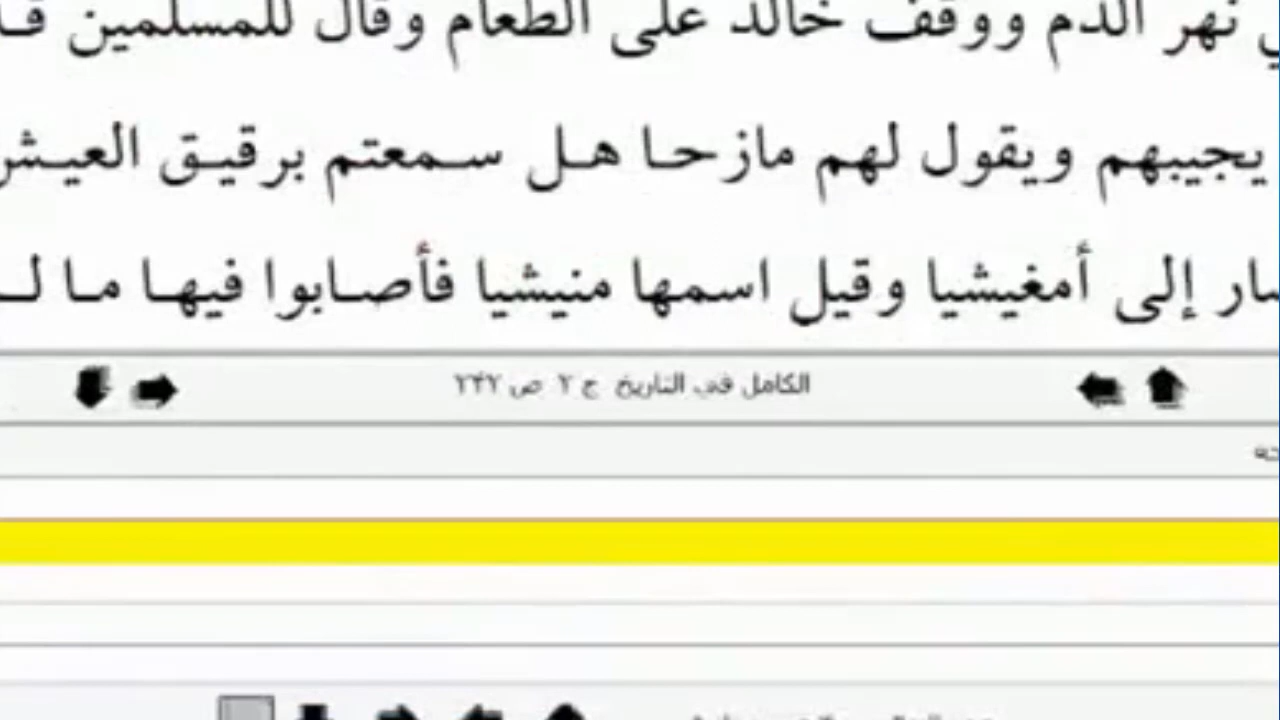 نهر الدم ووقف خالد على الطعام وقال للمسلمين
يجيبهم ويقول لهم مازحا هل سمعتم برقيق العيش
إلى أمغيشيا وقيل اسمها منيشيا فأصابوا فيها ما
الكامل في التاريخ ج ٢ ص ٢٤٢